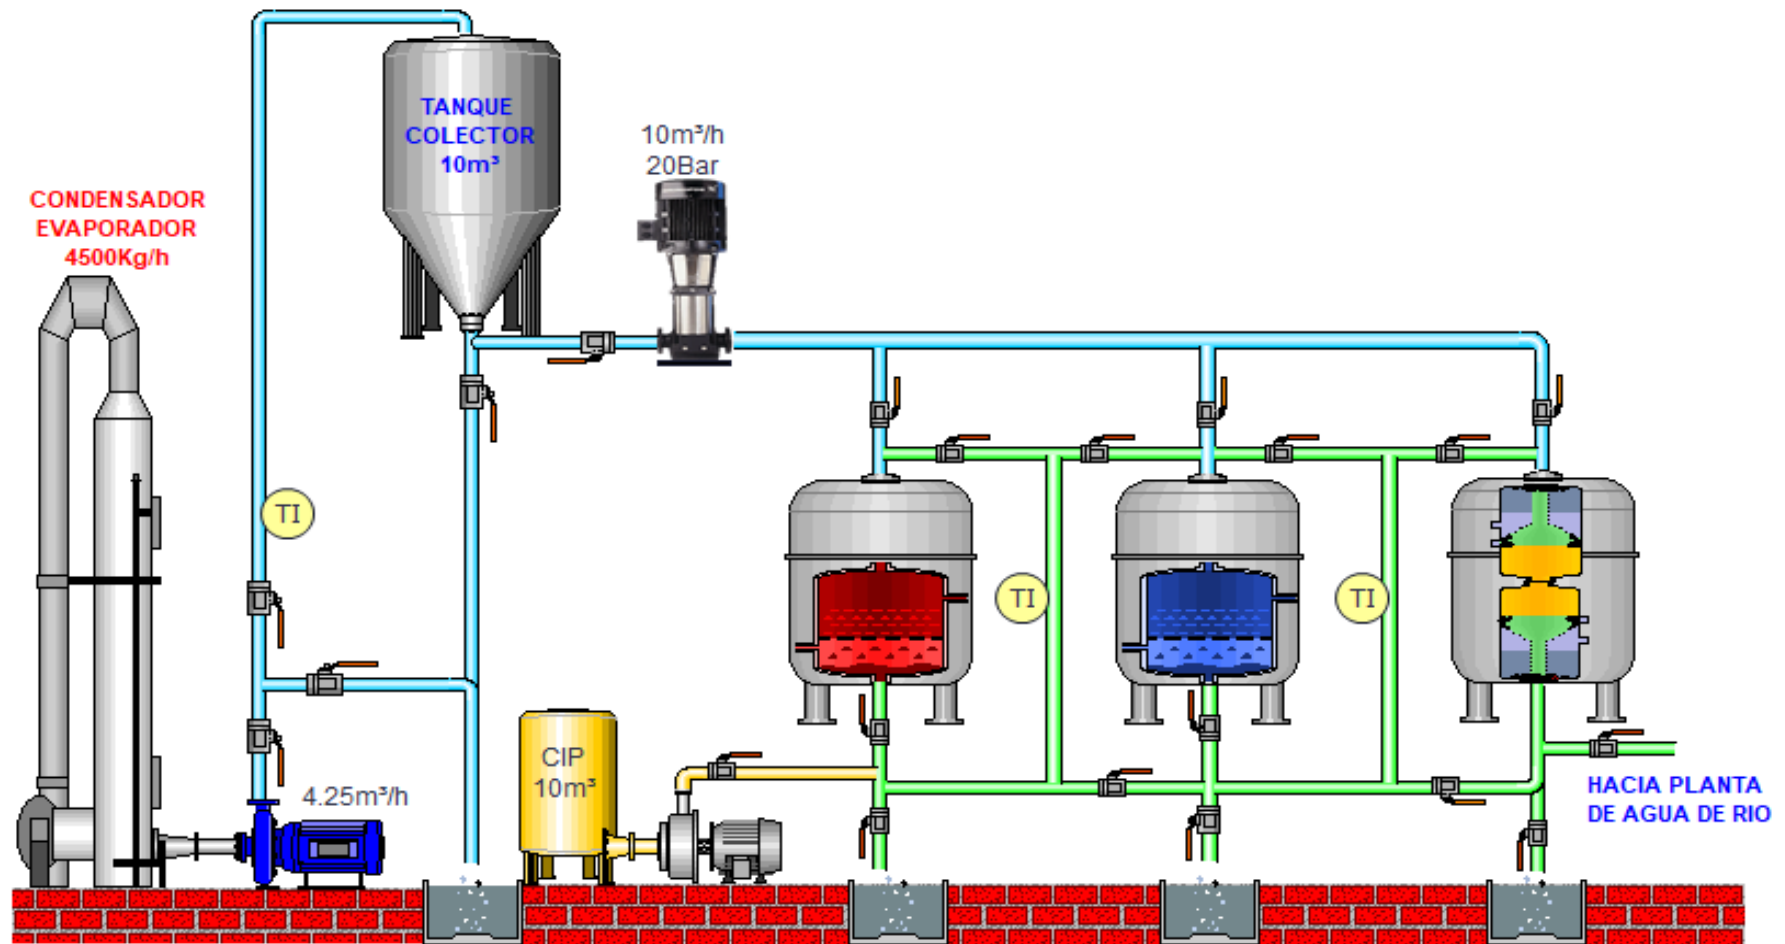 TANQUE
COLECTOR
10m³
10m³/h
20Bar
CONDENSADOR
EVAPORADOR
4500Kg/h
TI
TI
TI
CIP
10m³
4.25m³/h
HACIA PLANTA
DE AGUA DE RIO